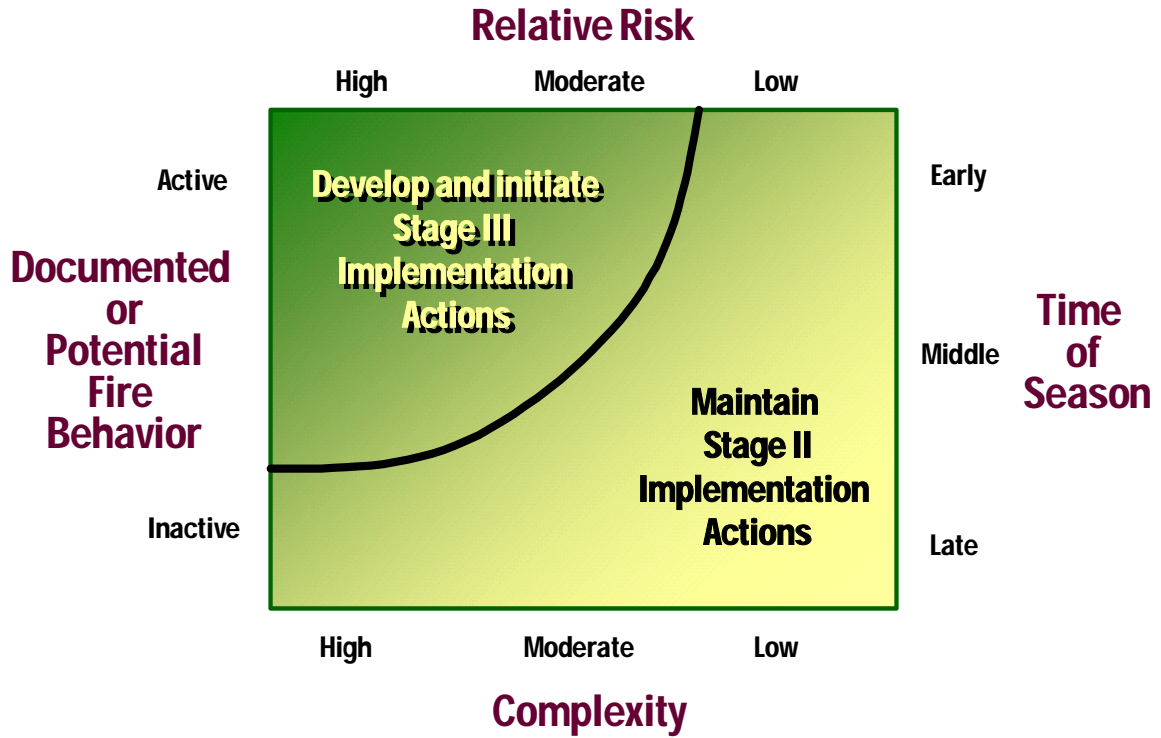 Relative Risk
High Moderate Low
Active
Early
Develop and initiate
Stage III
Implementation
Actions
Documented
or
Potential
Fire
Behavior
Time
of
Season
Middle
Maintain
Stage II
Implementation
Actions
Inactive
Late
High Moderate Low
Complexity